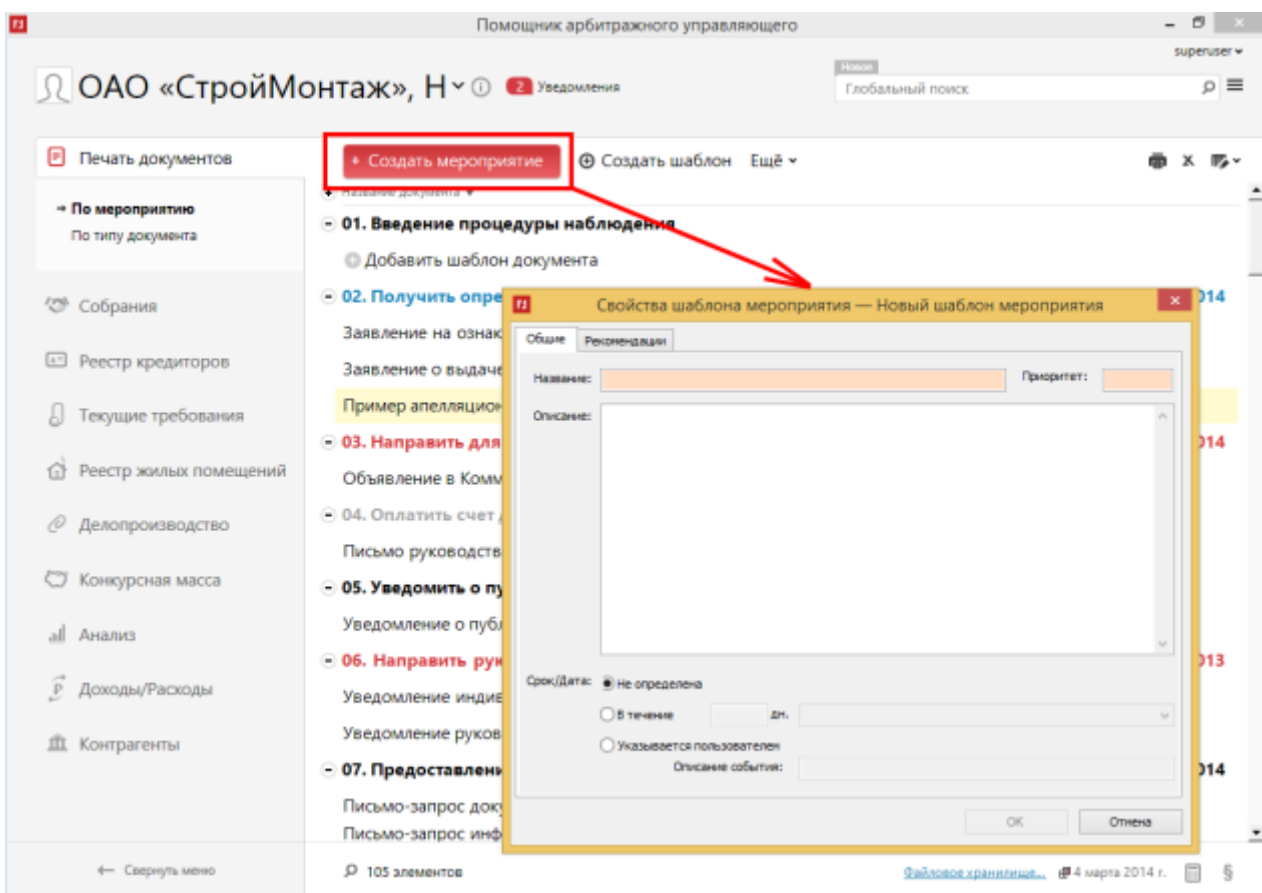 Помощник арбитражного управляющего
superuser
ОАО «СтройМонтаж», Н
2 Уведомления
Новое
Глобальный поиск
Печать документов
+ Создать мероприятие
Создать шаблон
Ещё
Название документа
→ По мероприятию
По типу документа
Собрания
Реестр кредиторов
Текущие требования
Реестр жилых помещений
Делопроизводство
Конкурсная масса
Анализ
Доходы/Расходы
Контрагенты
← Свернуть меню
01. Введение процедуры наблюдения
Добавить шаблон документа
02. Получить опре
014
Заявление на ознак
Заявление о выдаче
Пример апелляцион
03. Направить для
014
Объявление в Комм
04. Оплатить счет
Письмо руководств
05. Уведомить о пу
Уведомление о публ
06. Направить рук
013
Уведомление индив
Уведомление руков
07. Предоставлени
014
Письмо-запрос доку
Письмо-запрос инф
105 элементов
Файловое хранилище...
4 марта 2014 г.
§
Свойства шаблона мероприятия — Новый шаблон мероприятия
Общие
Рекомендации
Название:
Приоритет:
Описание:
Срок/Дата:
Не определена
В течение
дн.
Указывается пользователем
Описание события:
OK
Отмена